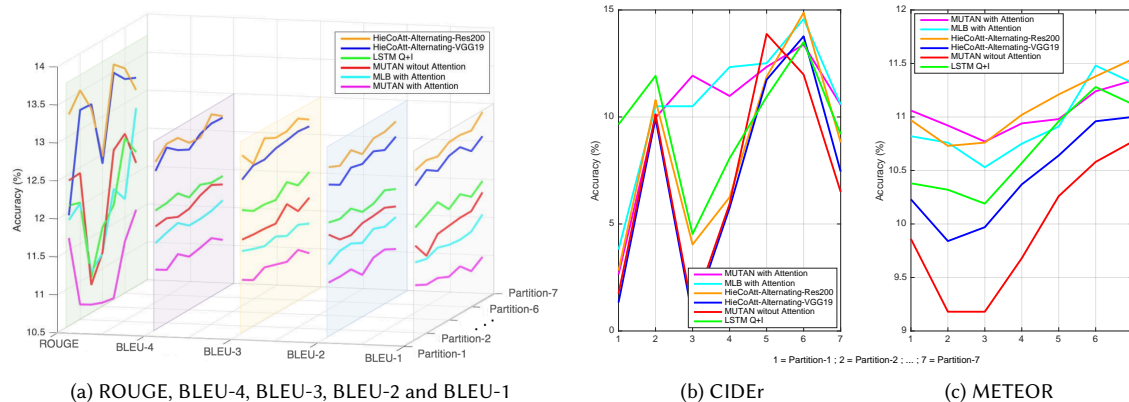 14
13.5
13
12.5
12
11.5
11
10.5
Accuracy (%)
HieCoAtt-Alternating-Res200
HieCoAtt-Alternating-VGG19
LSTM Q+I
MUTAN witout Attention
MLB with Attention
MUTAN with Attention
ROUGE
BLEU-4
BLEU-3
BLEU-2
BLEU-1
Partition-1
Partition-2
...
Partition-6
Partition-7
(a) ROUGE, BLEU-4, BLEU-3, BLEU-2 and BLEU-1
15
10
5
0
Accuracy (%)
MUTAN with Attention
MLB with Attention
HieCoAtt-Alternating-Res200
HieCoAtt-Alternating-VGG19
MUTAN witout Attention
LSTM Q+I
1 2 3 4 5 6 7
(b) CIDEr
12
11.5
11
10.5
10
9.5
9
Accuracy (%)
MUTAN with Attention
MLB with Attention
HieCoAtt-Alternating-Res200
HieCoAtt-Alternating-VGG19
MUTAN witout Attention
LSTM Q+I
1 2 3 4 5 6
1 = Partition-1 ; 2 = Partition-2 ; ... ; 7 = Partition-7
(c) METEOR